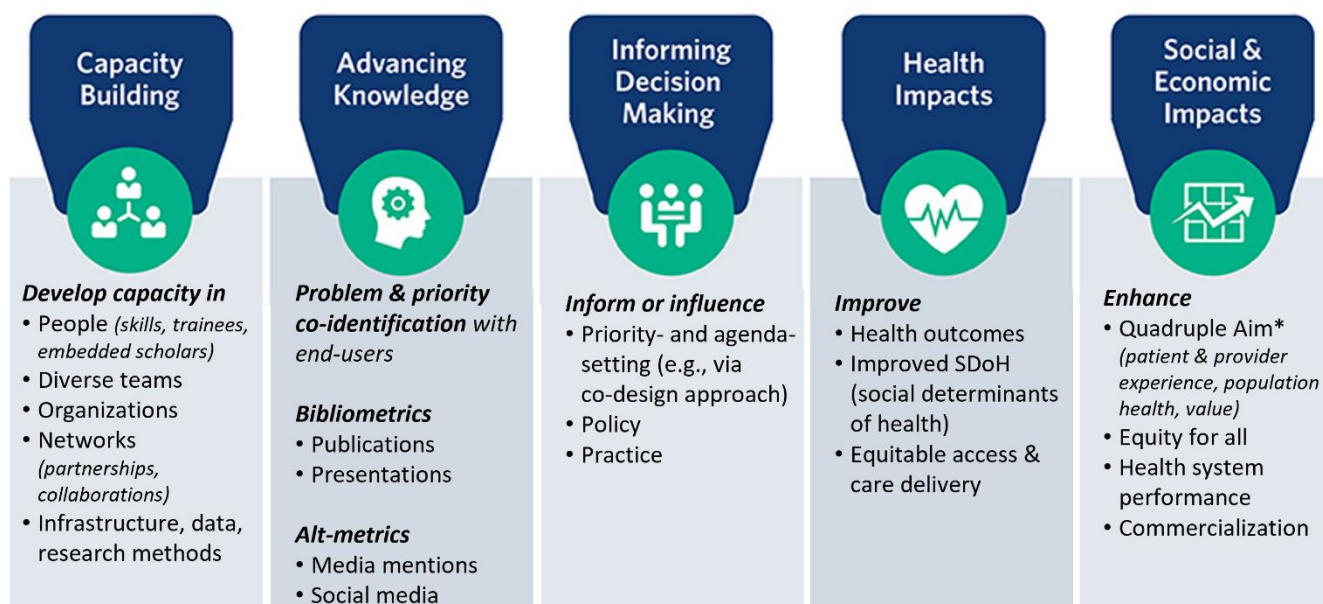 Capacity
Building
Develop capacity in
• People (skills, trainees,
embedded scholars)
• Diverse teams
• Organizations
• Networks
(partnerships,
collaborations)
• Infrastructure, data,
research methods
Advancing
Knowledge
Problem & priority
co-identification with
end-users
Bibliometrics
• Publications
• Presentations
Alt-metrics
• Media mentions
• Social media
Informing
Decision
Making
Inform or influence
• Priority- and agenda-
setting (e.g., via
co-design approach)
• Policy
• Practice
Health
Impacts
Improve
• Health outcomes
• Improved SDoH
(social determinants
of health)
• Equitable access &
care delivery
Social &
Economic
Impacts
Enhance
• Quadruple Aim*
(patient & provider
experience, population
health, value)
• Equity for all
• Health system
performance
• Commercialization